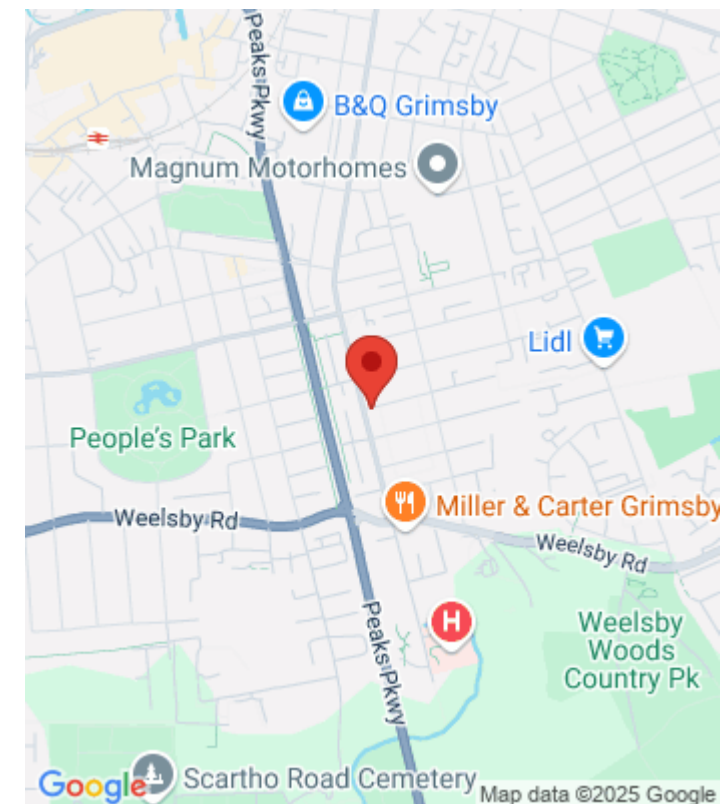 Peaks Pkwy
B&Q Grimsby
Magnum Motorhomes
Lidl
People's Park
Miller & Carter Grimsby
Weelsby Rd
Weelsby Rd
H
Peaks Pkwy
Weelsby
Woods
Country Pk
Google
Scartho Road Cemetery
Map data ©2025 Google